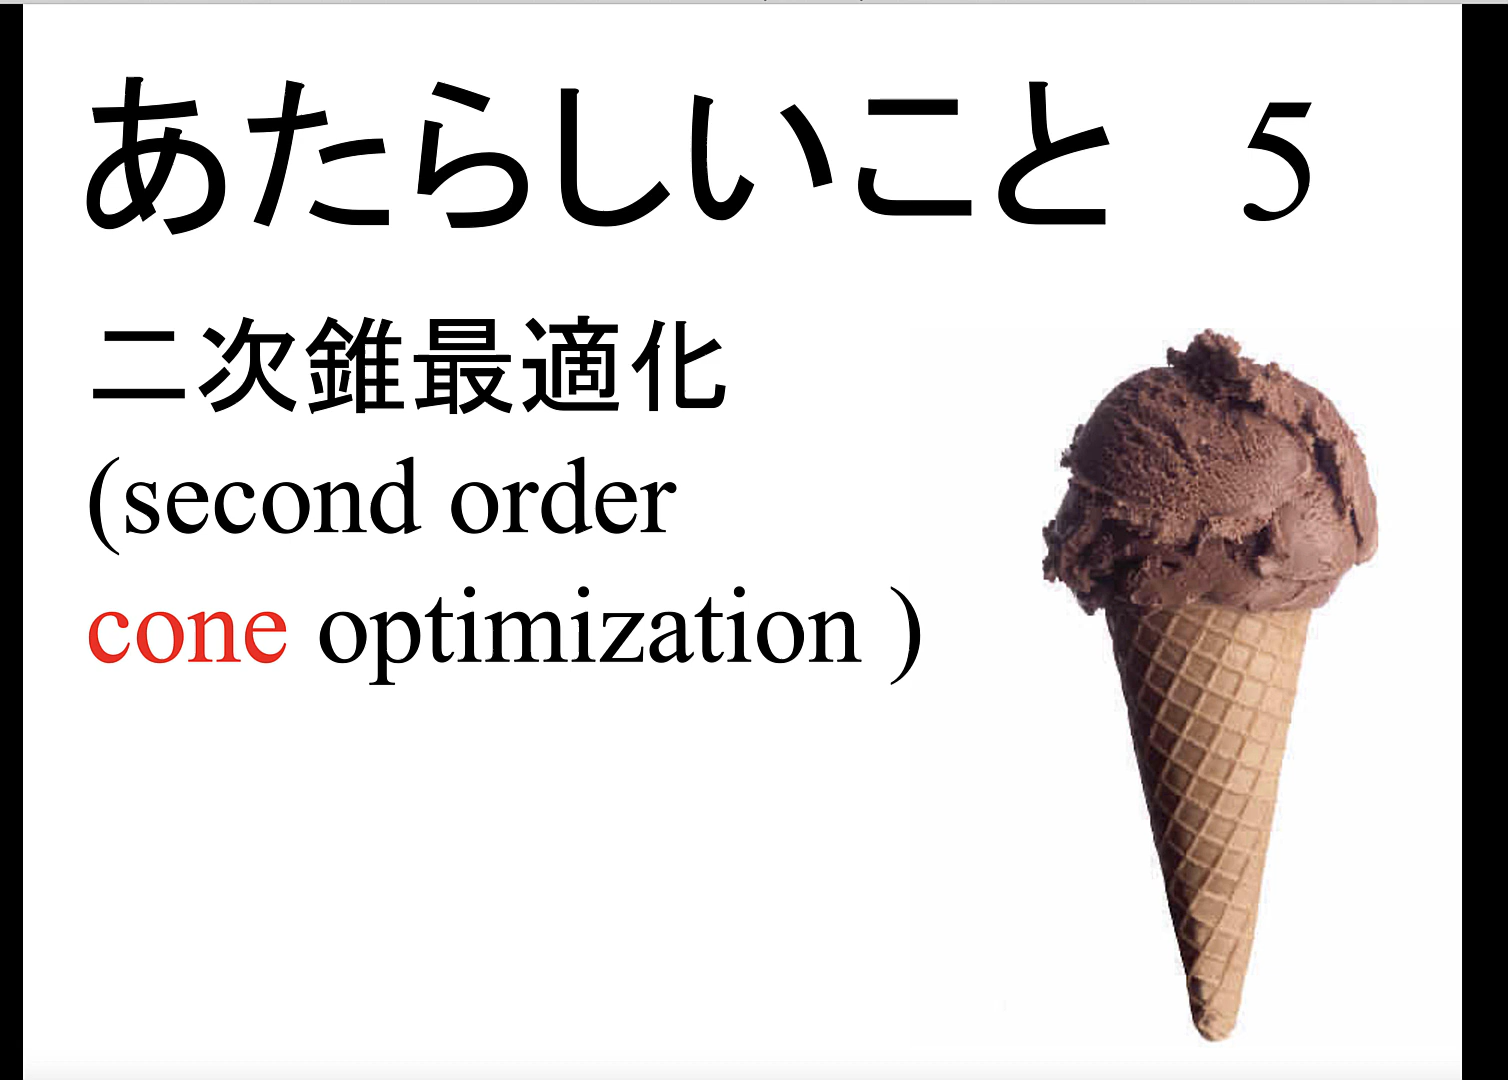 あたらしいこと 5
二次錐最適化
(second order
cone optimization )